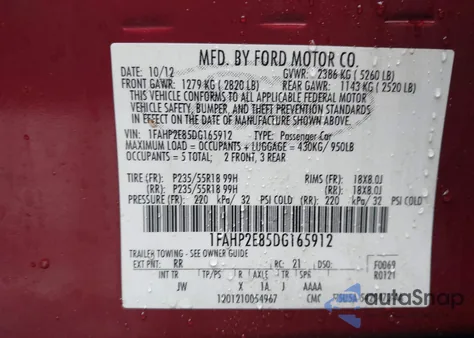 MFD. BY FORD MOTOR CO.
DATE: 10/12 GVWR: 2386 KG ( 5260 LB)
FRONT GAWR: 1279 KG ( 2820 LB) REAR GAWR: 1143 KG ( 2520 LB)
THIS VEHICLE CONFORMS TO ALL APPLICABLE FEDERAL MOTOR
VEHICLE SAFETY, BUMPER, AND THEFT PREVENTION STANDARDS
IN EFFECT ON THE DATE OF MANUFACTURE SHOWN ABOVE.
VIN: 1FAHP2E85DG165912 TYPE: Passenger Car
MAXIMUM LOAD = OCCUPANTS + LUGGAGE = 430KG/ 950LB
OCCUPANTS = 5 TOTAL: 2 FRONT, 3 REAR
TIRE (FR): P235/55R18 99H RIMS (FR): 18X8.0J
(RR): P235/55R18 99H (RR): 18X8.0J
PRESSURE (FR): 220 kPa/ 32 PSI COLD (RR): 220 kPa/ 32 PSI COLD
1FAHP2E85DG165912
TRAILER TOWING - SEE OWNER GUIDE
EXT PNT: RR RC: 21 DSO: F0069
R0121
INT TR TP/PS R AXLE TR SPR
JW X 1A J AAAA
1201210054967 CMC
autoSnap